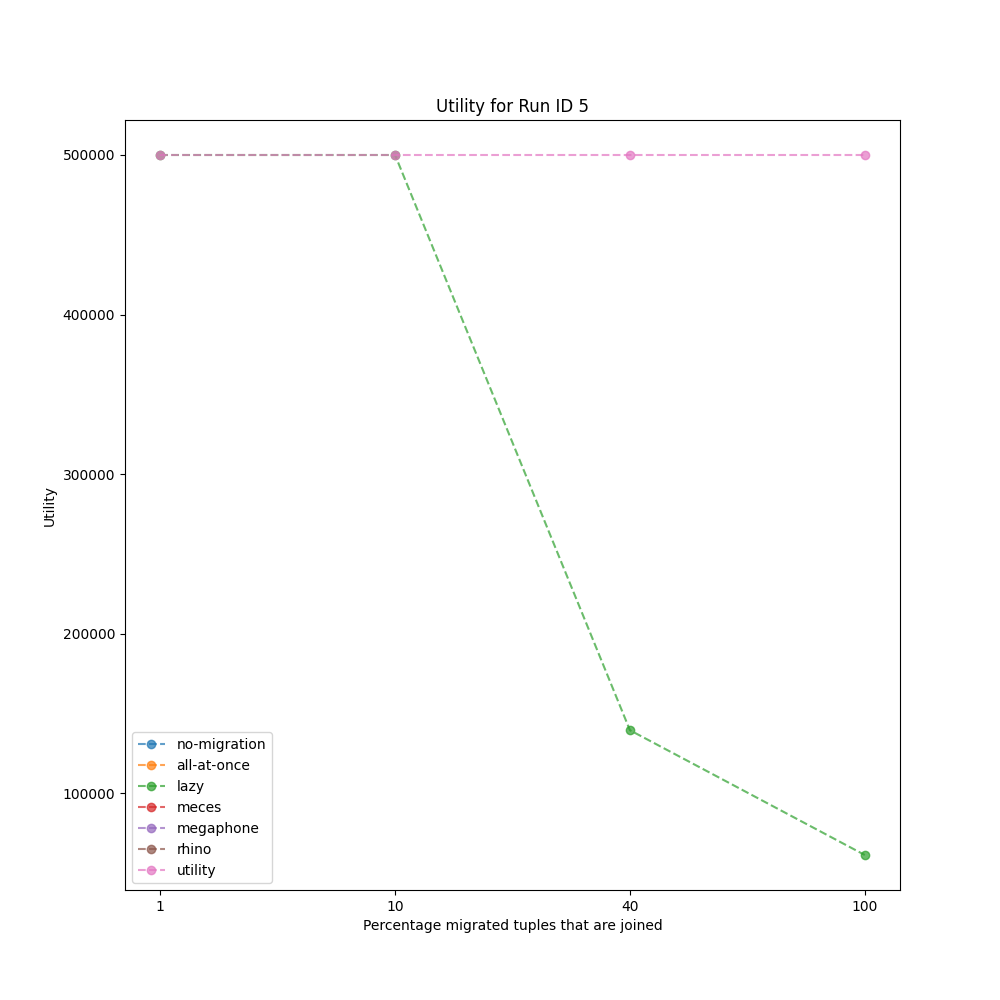 Utility for Run ID 5
500000
400000
300000
200000
100000
Utility
no-migration
all-at-once
lazy
meces
megaphone
rhino
utility
1 10 40 100
Percentage migrated tuples that are joined